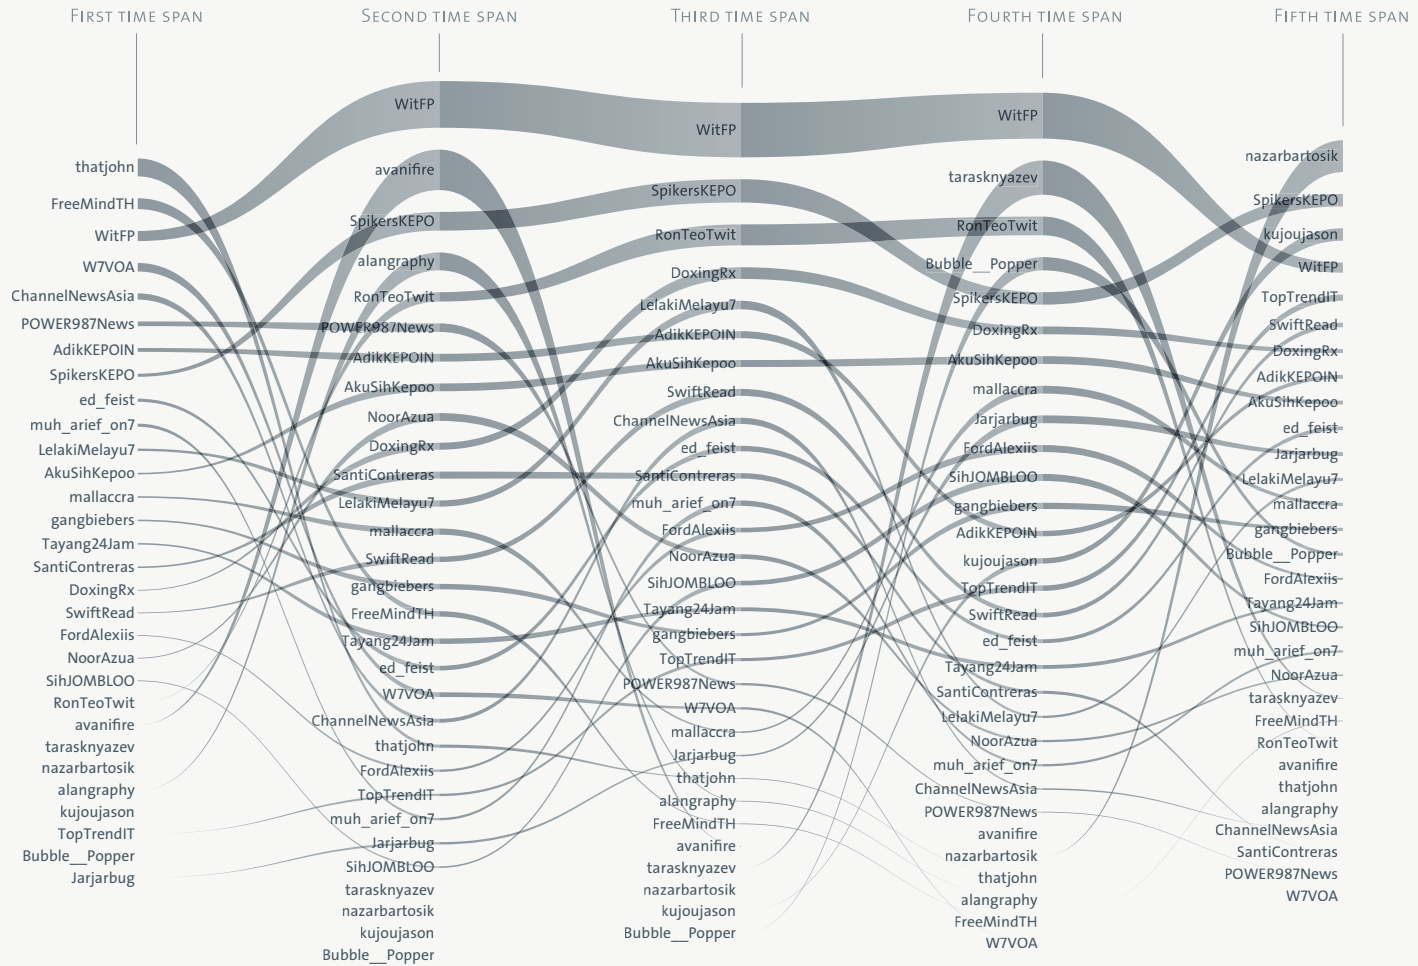 First time span
Second time span
Third time span
Fourth time span
Fifth time span
thatjohn
FreeMindTH
WitFP
W7VOA
ChannelNewsAsia
POWER987News
AdikKEPOIN
SpikersKEPO
ed_feist
muh_arief_on7
LelakiMelayu7
AkuSihKepoo
mallaccra
gangbiebers
Tayang24Jam
SantiContreras
DoxingRx
SwiftRead
FordAlexiis
NoorAzua
SihJOMBLOO
RonTeoTwit
avanifire
tarasknyazev
nazarbartosik
alangraphy
kujoujason
TopTrendIT
Bubble__Popper
Jarjarbug
WitFP
avanifire
SpikersKEPO
alangraphy
RonTeoTwit
POWER987News
AdikKEPOIN
AkuSihKepoo
NoorAzua
DoxingRx
SantiContreras
LelakiMelayu7
mallaccra
SwiftRead
gangbiebers
FreeMindTH
Tayang24Jam
ed_feist
W7VOA
ChannelNewsAsia
thatjohn
FordAlexiis
TopTrendIT
muh_arief_on7
Jarjarbug
SihJOMBLOO
tarasknyazev
nazarbartosik
kujoujason
Bubble__Popper
WitFP
SpikersKEPO
RonTeoTwit
DoxingRx
LelakiMelayu7
AdikKEPOIN
AkuSihKepoo
SwiftRead
ChannelNewsAsia
ed_feist
SantiContreras
muh_arief_on7
FordAlexiis
NoorAzua
SihJOMBLOO
Tayang24Jam
gangbiebers
TopTrendIT
POWER987News
W7VOA
mallaccra
Jarjarbug
thatjohn
alangraphy
FreeMindTH
avanifire
tarasknyazev
nazarbartosik
kujoujason
Bubble__Popper
WitFP
tarasknyazev
RonTeoTwit
Bubble__Popper
SpikersKEPO
DoxingRx
AkuSihKepoo
mallaccra
Jarjarbug
FordAlexiis
SihJOMBLOO
gangbiebers
AdikKEPOIN
kujoujason
TopTrendIT
SwiftRead
ed_feist
Tayang24Jam
SantiContreras
LelakiMelayu7
NoorAzua
muh_arief_on7
ChannelNewsAsia
POWER987News
avanifire
nazarbartosik
thatjohn
alangraphy
FreeMindTH
W7VOA
nazarbartosik
SpikersKEPO
kujoujason
WitFP
TopTrendIT
SwiftRead
DoxingRx
AdikKEPOIN
AkuSihKepoo
ed_feist
Jarjarbug
LelakiMelayu7
mallaccra
gangbiebers
Bubble__Popper
FordAlexiis
Tayang24Jam
SihJOMBLOO
muh_arief_on7
NoorAzua
tarasknyazev
FreeMindTH
RonTeoTwit
avanifire
thatjohn
alangraphy
ChannelNewsAsia
SantiContreras
POWER987News
W7VOA